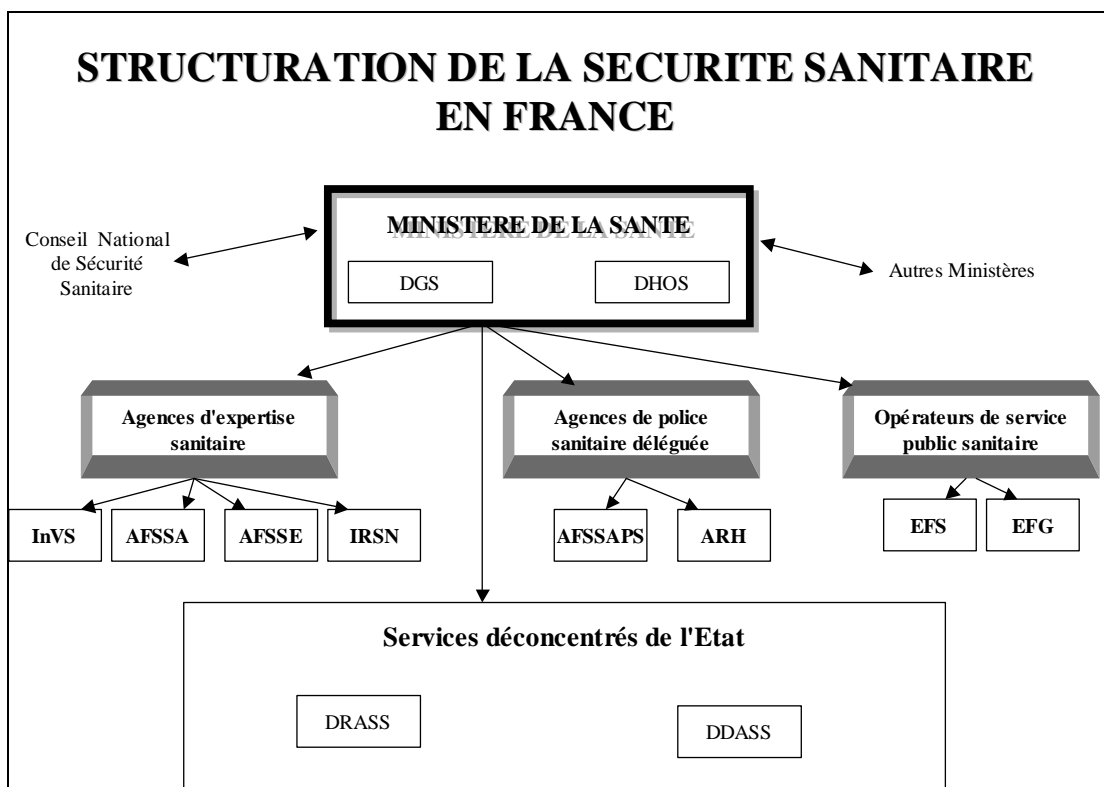 STRUCTURATION DE LA SECURITE SANITAIRE
EN FRANCE
MINISTERE DE LA SANTE
Conseil National
de Sécurité
Sanitaire
Autres Ministères
DGS
DHOS
Agences d'expertise
sanitaire
Agences de police
sanitaire déléguée
Opérateurs de service
public sanitaire
InVS
AFSSA
AFSSE
IRSN
AFSSAPS
ARH
EFS
EFG
Services déconcentrés de l'Etat
DRASS
DDASS